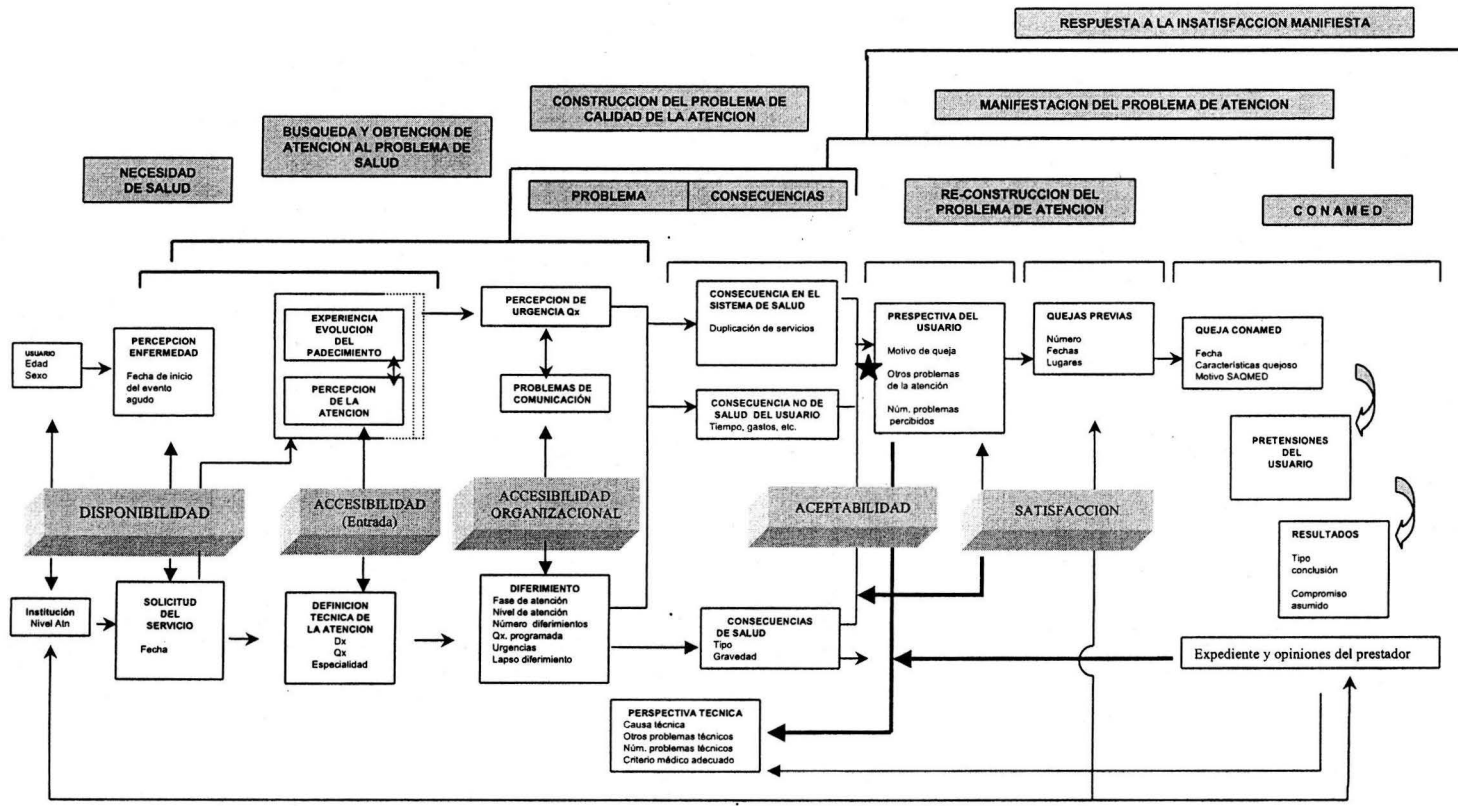 RESPUESTA A LA INSATISFACCION MANIFIESTA
CONSTRUCCION DEL PROBLEMA DE
CALIDAD DE LA ATENCION
MANIFESTACION DEL PROBLEMA DE ATENCION
BUSQUEDA Y OBTENCION DE
ATENCION AL PROBLEMA DE
SALUD
NECESIDAD
DE SALUD
PROBLEMA
CONSECUENCIAS
RE-CONSTRUCCION DEL
PROBLEMA DE ATENCION
C O N A M E D
USUARIO
Edad
Sexo
PERCEPCION
ENFERMEDAD
Fecha de inicio
del evento
agudo
EXPERIENCIA
EVOLUCION
DEL
PADECIMIENTO
PERCEPCION
DE LA
ATENCION
PERCEPCION DE
URGENCIA Qx
PROBLEMAS DE
COMUNICACIÓN
CONSECUENCIA EN EL
SISTEMA DE SALUD
Duplicación de servicios
CONSECUENCIA NO DE
SALUD DEL USUARIO
Tiempo, gastos, etc.
PRESPECTIVA DEL
USUARIO
Motivo de queja
Otros problemas
de la atención
Núm. problemas
percibidos
QUEJAS PREVIAS
Número
Fechas
Lugares
QUEJA CONAMED
Fecha
Características quejoso
Motivo SAQMED
PRETENSIONES
DEL
USUARIO
DISPONIBILIDAD
ACCESIBILIDAD
(Entrada)
ACCESIBILIDAD
ORGANIZACIONAL
ACEPTABILIDAD
SATISFACCION
RESULTADOS
Tipo
conclusión
Compromiso
asumido
Institución
Nivel Atn
SOLICITUD
DEL
SERVICIO
Fecha
DEFINICION
TECNICA DE
LA ATENCION
Dx
Qx
Especialidad
DIFERIMIENTO
Fase de atención
Nivel de atención
Número diferimientos
Qx. programada
Urgencias
Lapso diferimiento
CONSECUENCIAS
DE SALUD
Tipo
Gravedad
Expediente y opiniones del prestador
PERSPECTIVA TECNICA
Causa técnica
Otros problemas técnicos
Núm. problemas técnicos
Criterio médico adecuado